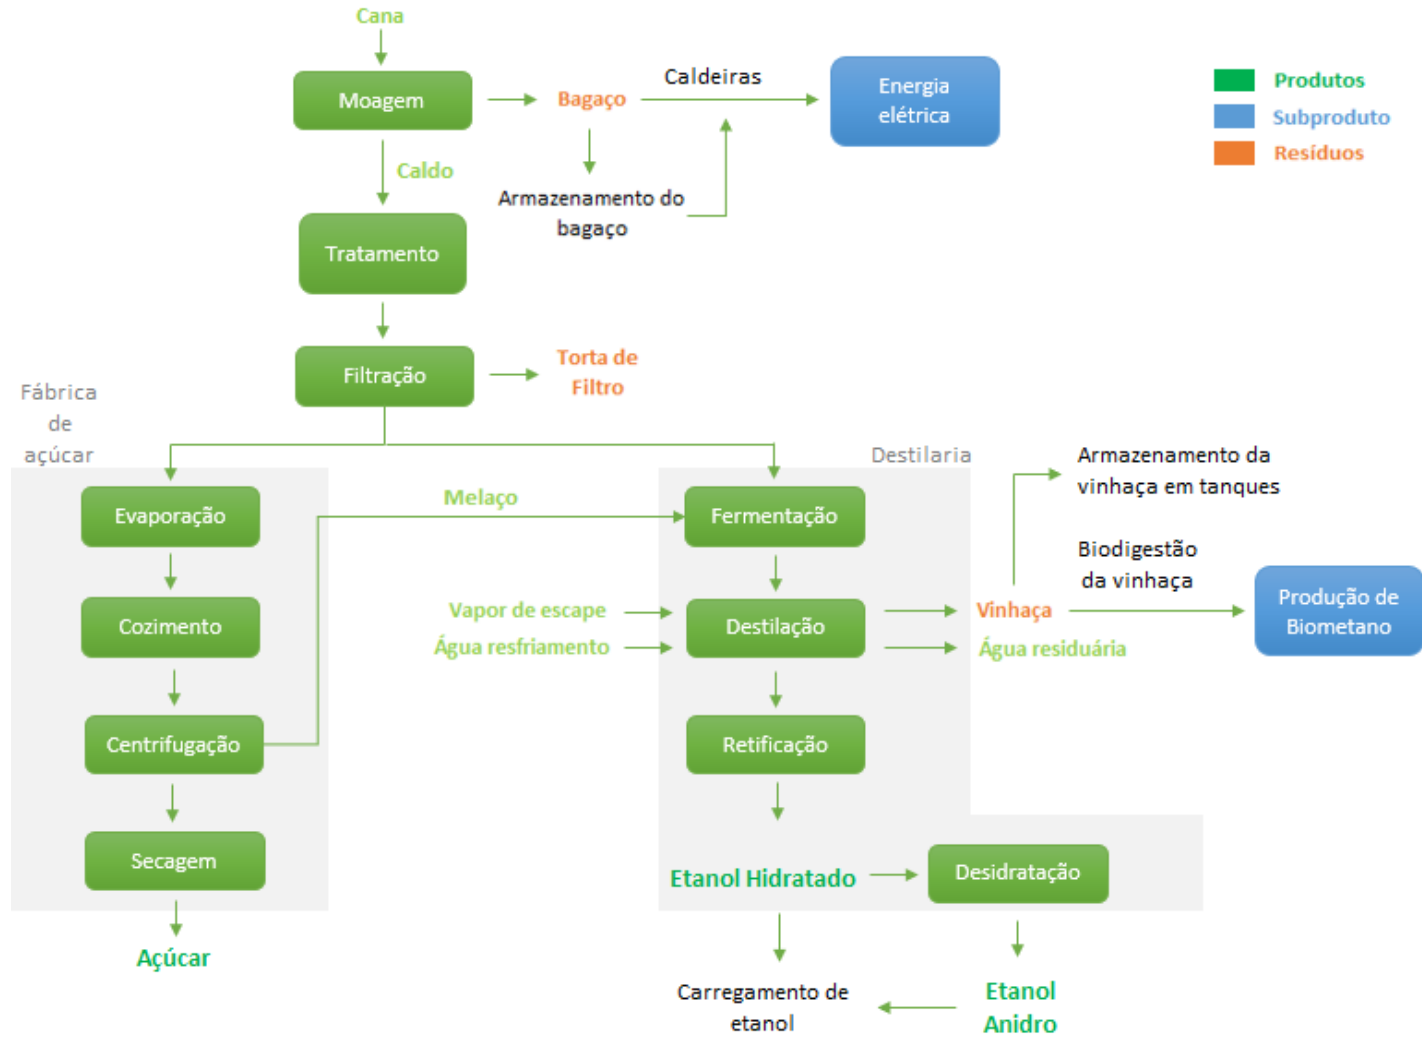 Cana
Moagem
Bagaço
Caldeiras
Energia
elétrica
Produtos
Subproduto
Resíduos
Caldo
Armazenamento do
bagaço
Tratamento
Filtração
Torta de
Filtro
Fábrica
de
açúcar
Destilaria
Evaporação
Melaço
Fermentação
Armazenamento da
vinhaça em tanques
Biodigestão
da vinhaça
Cozimento
Vapor de escape
Água resfriamento
Destilação
Vinhaça
Água residuária
Produção de
Biometano
Centrifugação
Retificação
Secagem
Etanol Hidratado
Desidratação
Açúcar
Carregamento de
etanol
Etanol
Anidro